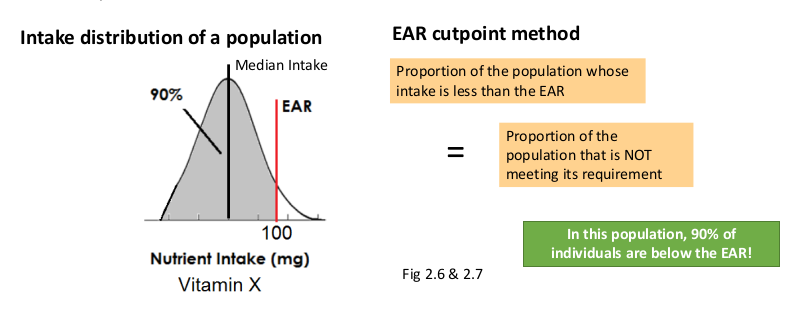 Intake distribution of a population
Median Intake
90%
EAR
100
Nutrient Intake (mg)
Vitamin X
EAR cutpoint method
Proportion of the population whose
intake is less than the EAR
=
Proportion of the
population that is NOT
meeting its requirement
In this population, 90% of
individuals are below the EAR!
Fig 2.6 & 2.7